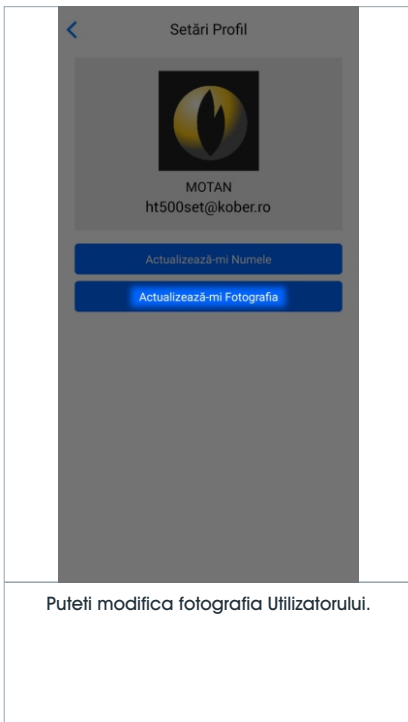 Setări Profil
MOTAN
ht500set@kober.ro
Actualizează-mi Numele
Actualizează-mi Fotografia
Puteti modifica fotografia Utilizatorului.